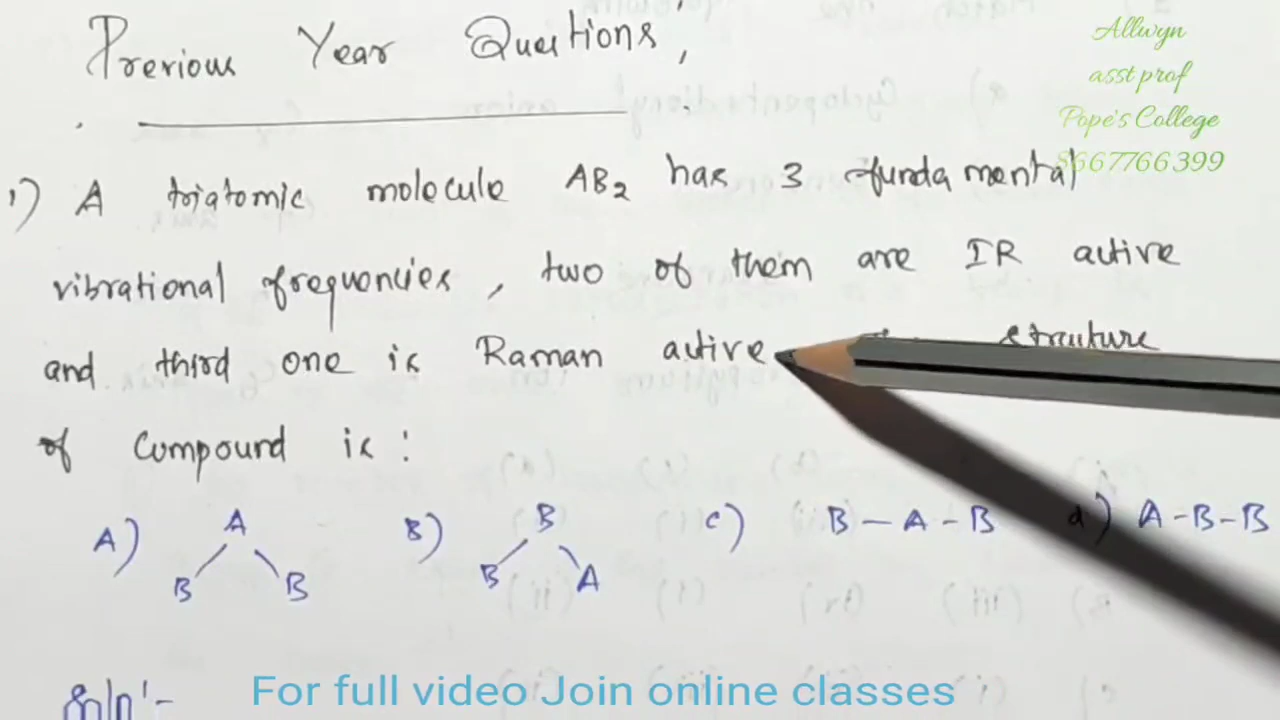 Previous Year Questions,
Allwyn
asst prof
Pope's College
8667766399
1) A triatomic molecule AB2 has 3 fundamental
vibrational frequencies, two of them are IR active
and third one is Raman active structure
of Compound is:
A) A B B
B) B B A
c) B - A - B
d) A - B - B
Soln:-
For full video Join online classes